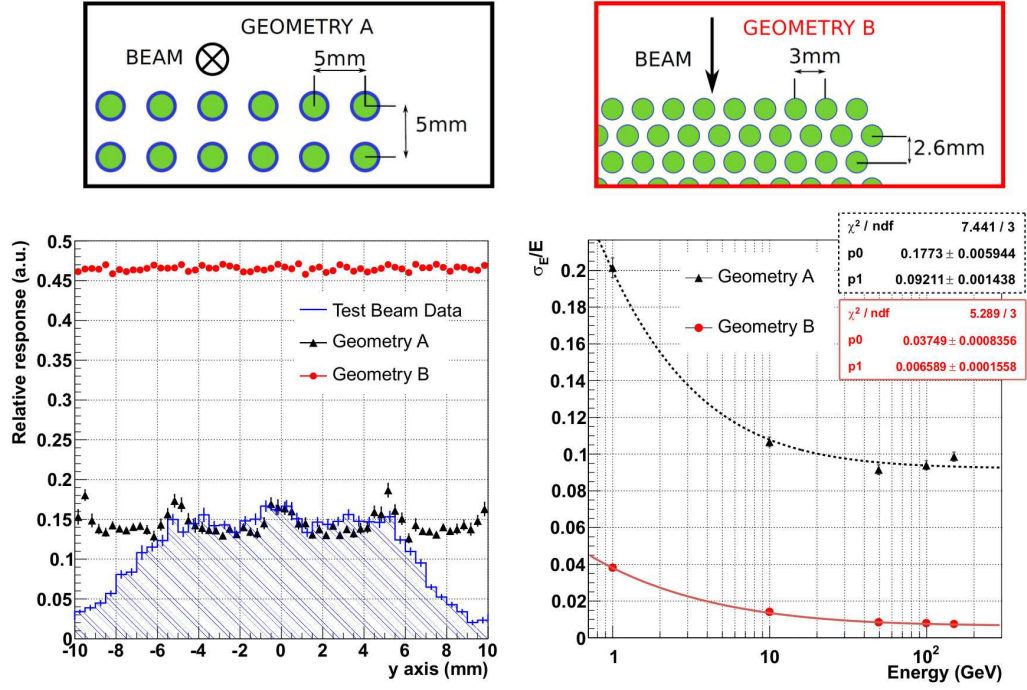 GEOMETRY A
BEAM
5mm
5mm
GEOMETRY B
BEAM
3mm
2.6mm
Relative response (a.u.)
0.5
0.45
0.4
0.35
0.3
0.25
0.2
0.15
0.1
0.05
0
Test Beam Data
Geometry A
Geometry B
-10 -8 -6 -4 -2 0 2 4 6 8 10
y axis (mm)
σE/E
0.2
0.18
0.16
0.14
0.12
0.1
0.08
0.06
0.04
0.02
0
Geometry A
Geometry B
χ² / ndf 7.441 / 3
p0 0.1773 ± 0.005944
p1 0.09211 ± 0.001438
χ² / ndf 5.289 / 3
p0 0.03749 ± 0.0008356
p1 0.006589 ± 0.0001558
1 10 10²
Energy (GeV)